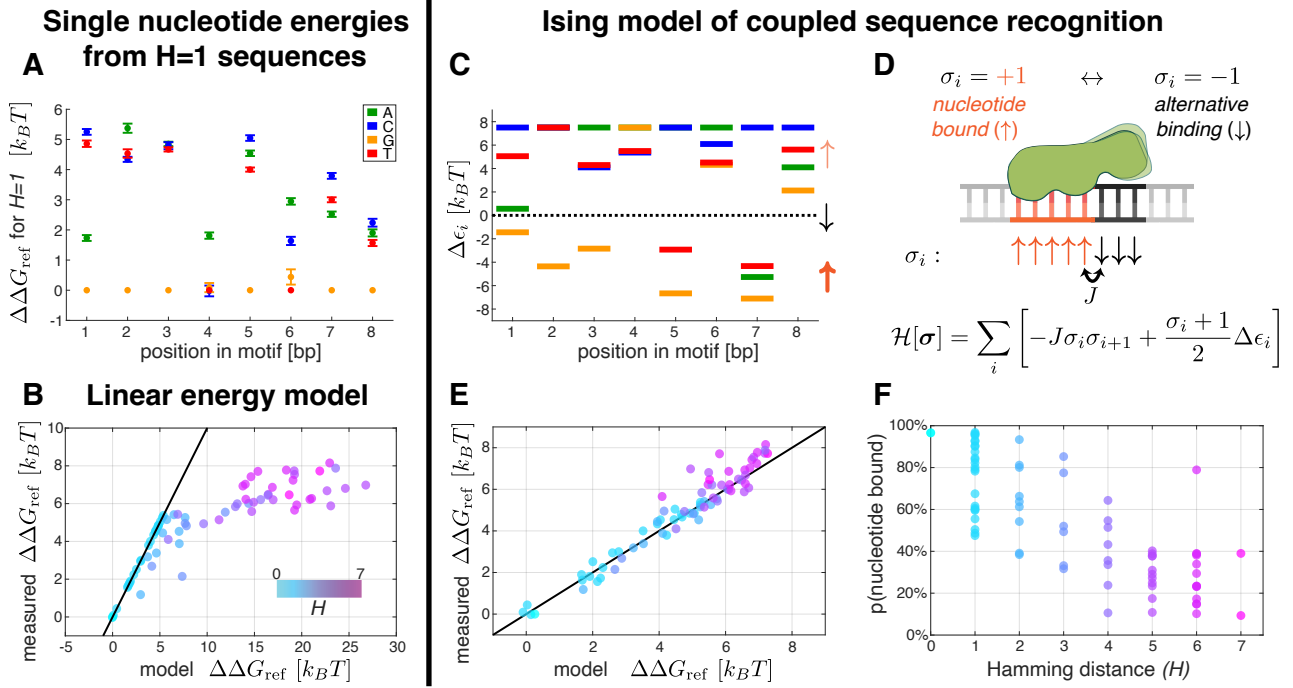 Single nucleotide energies
from H=1 sequences
Ising model of coupled sequence recognition
A
ΔΔG_ref for H=1 [k_BT]
6
5
4
3
2
1
0
-1
A
C
G
T
1 2 3 4 5 6 7 8
position in motif [bp]
B Linear energy model
measured ΔΔG_ref [k_BT]
10
8
6
4
2
0
0 7
H
-5 0 5 10 15 20 25 30
model ΔΔG_ref [k_BT]
C
Δϵ_i [k_BT]
8
6
4
2
0
-2
-4
-6
-8
↑
↓
↑
1 2 3 4 5 6 7 8
position in motif [bp]
D
σ_i = +1 ↔ σ_i = −1
nucleotide
bound (↑)
alternative
binding (↓)
σ_i : ↑↑↑↑↑↓↓↓
J
ℋ[σ] = ∑_i [−Jσ_iσ_{i+1} + (σ_i + 1)/2 Δϵ_i]
E
measured ΔΔG_ref [k_BT]
8
6
4
2
0
0 2 4 6 8
model ΔΔG_ref [k_BT]
F
p(nucleotide bound)
100%
80%
60%
40%
20%
0%
0 1 2 3 4 5 6 7
Hamming distance (H)